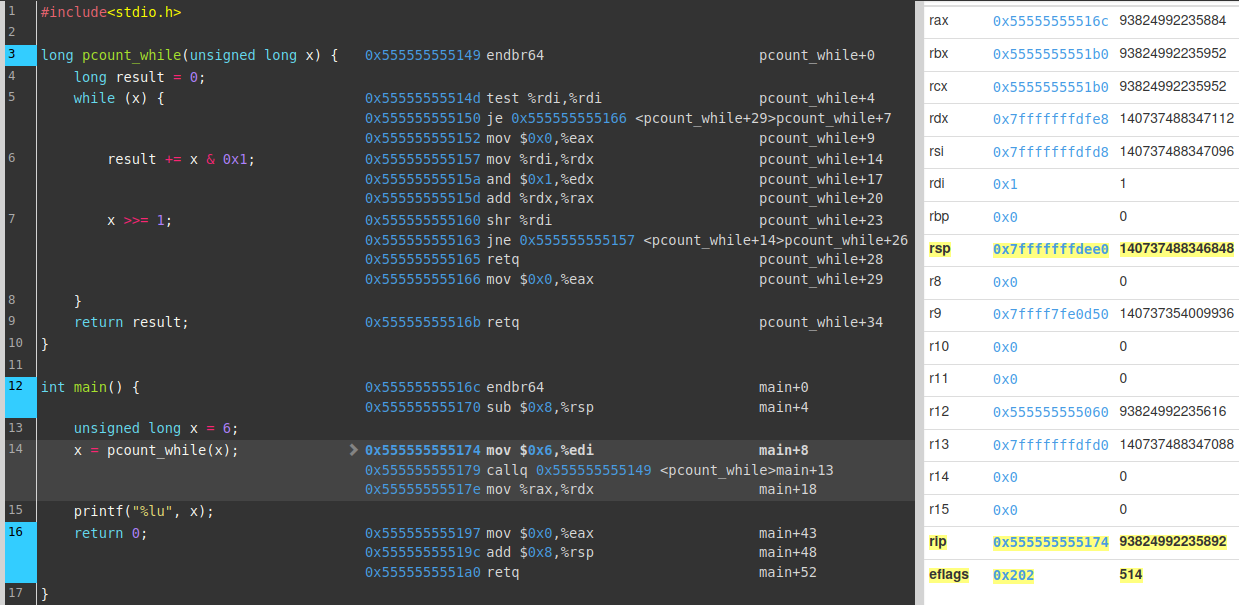 1 #include<stdio.h>
2
3 long pcount_while(unsigned long x) { 0x555555555149 endbr64 pcount_while+0
4 long result = 0;
5 while (x) { 0x55555555514d test %rdi,%rdi pcount_while+4
0x555555555150 je 0x555555555166 <pcount_while+29>pcount_while+7
0x555555555152 mov $0x0,%eax pcount_while+9
6 result += x & 0x1; 0x555555555157 mov %rdi,%rdx pcount_while+14
0x55555555515a and $0x1,%edx pcount_while+17
0x55555555515d add %rdx,%rax pcount_while+20
7 x >>= 1; 0x555555555160 shr %rdi pcount_while+23
0x555555555163 jne 0x555555555157 <pcount_while+14>pcount_while+26
0x555555555165 retq pcount_while+28
0x555555555166 mov $0x0,%eax pcount_while+29
8 }
9 return result; 0x55555555516b retq pcount_while+34
10 }
11
12 int main() { 0x55555555516c endbr64 main+0
0x555555555170 sub $0x8,%rsp main+4
13 unsigned long x = 6;
14 x = pcount_while(x); 0x555555555174 mov $0x6,%edi main+8
0x555555555179 callq 0x555555555149 <pcount_while>main+13
0x55555555517e mov %rax,%rdx main+18
15 printf("%lu", x);
16 return 0; 0x555555555197 mov $0x0,%eax main+43
0x55555555519c add $0x8,%rsp main+48
0x5555555551a0 retq main+52
17 }
rax 0x55555555516c 93824992235884
rbx 0x5555555551b0 93824992235952
rcx 0x5555555551b0 93824992235952
rdx 0x7fffffffdfe8 140737488347112
rsi 0x7fffffffdfd8 140737488347096
rdi 0x1 1
rbp 0x0 0
rsp 0x7fffffffdee0 140737488346848
r8 0x0 0
r9 0x7ffff7fe0d50 140737354009936
r10 0x0 0
r11 0x0 0
r12 0x555555555060 93824992235616
r13 0x7fffffffdfd0 140737488347088
r14 0x0 0
r15 0x0 0
rip 0x555555555174 93824992235892
eflags 0x202 514